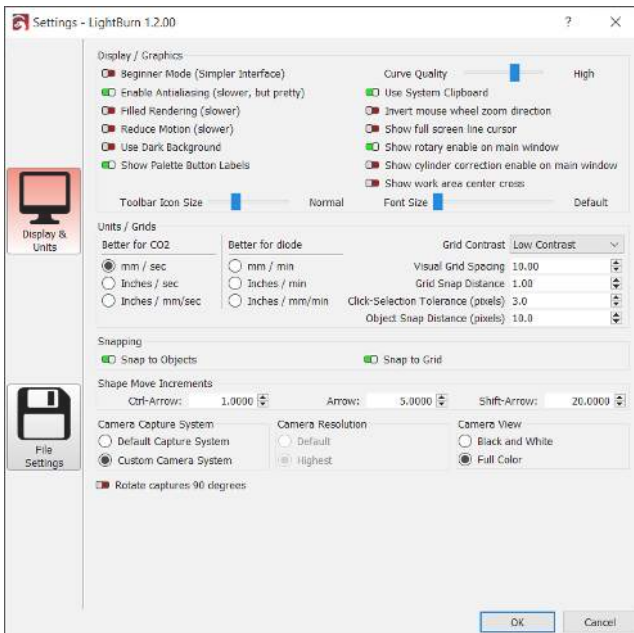 Settings - LightBurn 1.2.00
Display / Graphics
Beginner Mode (Simpler Interface)
Curve Quality High
Enable Antialiasing (slower, but pretty)
Use System Clipboard
Filled Rendering (slower)
Invert mouse wheel zoom direction
Reduce Motion (slower)
Show full screen line cursor
Use Dark Background
Show rotary enable on main window
Show Palette Button Labels
Show cylinder correction enable on main window
Show work area center cross
Toolbar Icon Size Normal
Font Size Default
Display & Units
Units / Grids
Better for CO2
Better for diode
Grid Contrast Low Contrast
mm / sec
mm / min
Visual Grid Spacing 10.00
Inches / sec
Inches / min
Grid Snap Distance 1.00
Inches / mm/sec
Inches / mm/min
Click-Selection Tolerance (pixels) 3.0
Object Snap Distance (pixels) 10.0
Snapping
Snap to Objects
Snap to Grid
Shape Move Increments
Ctrl-Arrow: 1.0000
Arrow: 5.0000
Shift-Arrow: 20.0000
File Settings
Camera Capture System
Camera Resolution
Camera View
Default Capture System
Default
Black and White
Custom Camera System
Highest
Full Color
Rotate captures 90 degrees
OK
Cancel